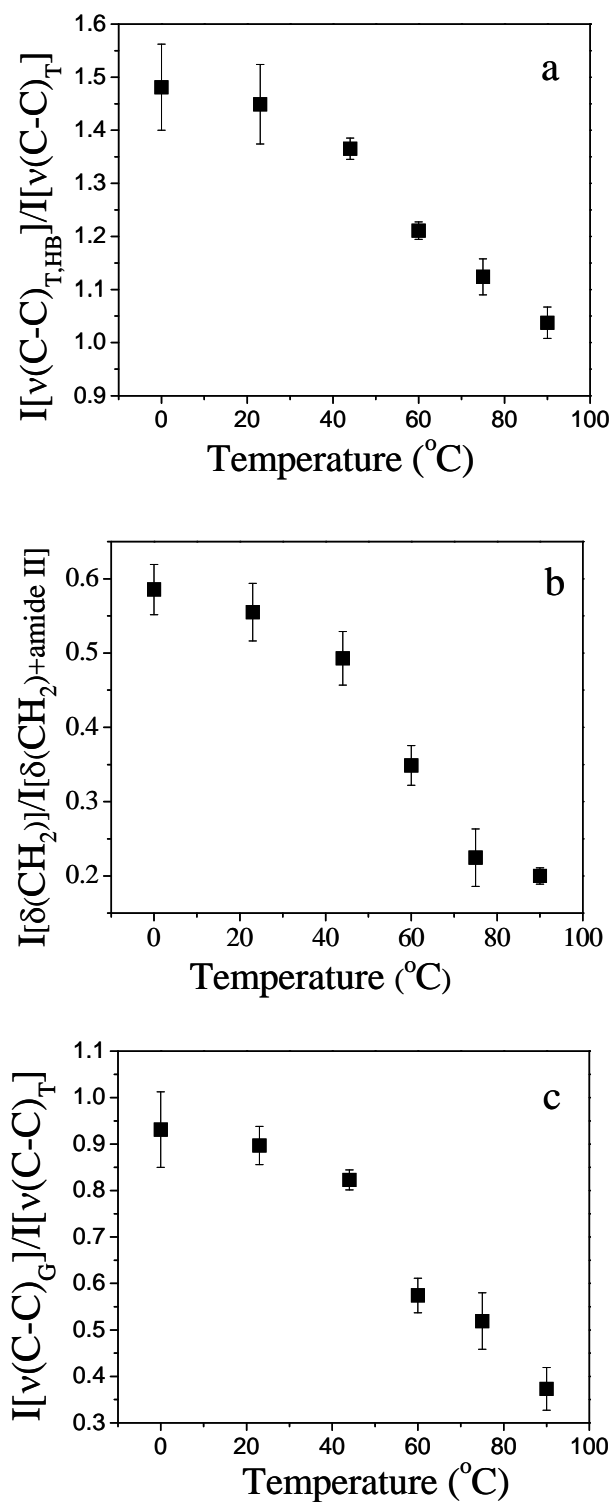 a
I[ν(C-C)T,HB]/I[ν(C-C)T]
1.6
1.5
1.4
1.3
1.2
1.1
1.0
0.9
0 20 40 60 80 100
Temperature (oC)
b
I[δ(CH2)]/I[δ(CH2)+amide II]
0.6
0.5
0.4
0.3
0.2
0 20 40 60 80 100
Temperature (oC)
c
I[ν(C-C)G]/I[ν(C-C)T]
1.1
1.0
0.9
0.8
0.7
0.6
0.5
0.4
0.3
0 20 40 60 80 100
Temperature (oC)